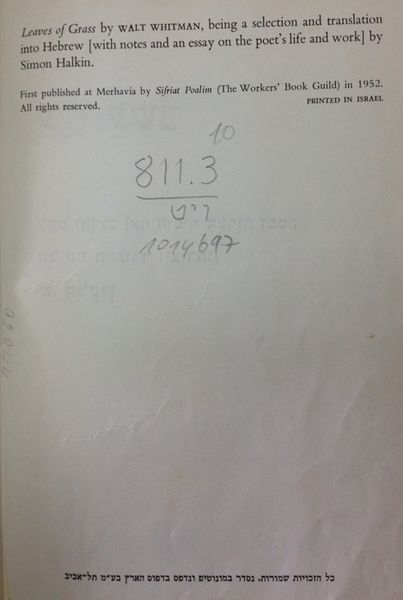 Leaves of Grass by WALT WHITMAN, being a selection and translation
into Hebrew [with notes and an essay on the poet's life and work] by
Simon Halkin.
First published at Merhavia by Sifriat Poalim (The Workers' Book Guild) in 1952.
All rights reserved. PRINTED IN ISRAEL
10
811.3
ויט
1014697
כל הזכויות שמורות. נסדר במונוטיפ ונדפס בדפוס הארץ בע״מ תל־אביב